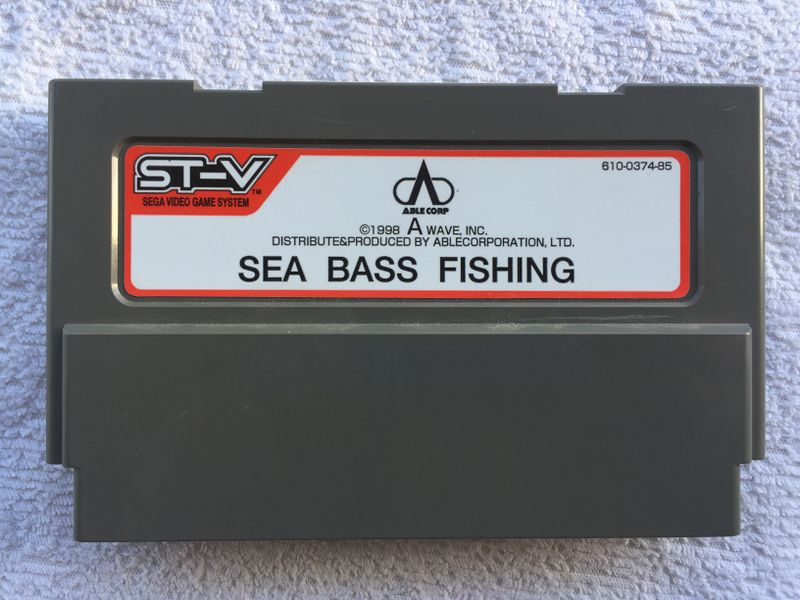 ST-V™
SEGA VIDEO GAME SYSTEM
610-0374-85
ABLE CORP
©1998 A WAVE, INC.
DISTRIBUTE&PRODUCED BY ABLECORPORATION, LTD.
SEA BASS FISHING